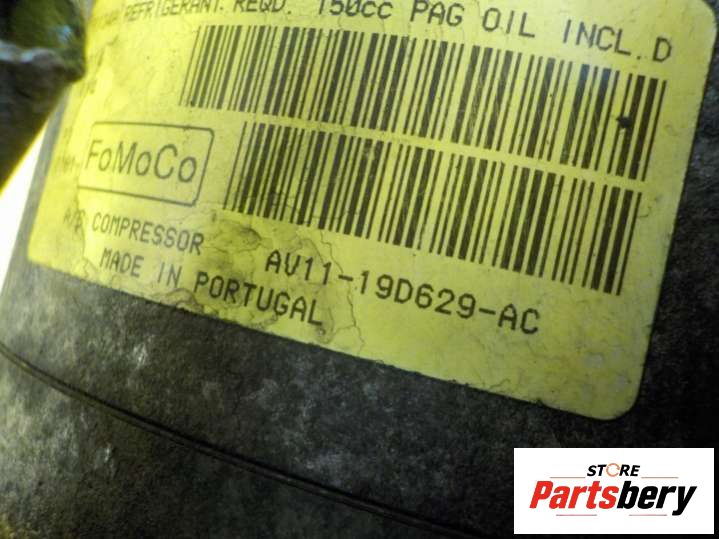 REFRIGERANT. REQD. 150cc PAG OIL INCL.D
FoMoCo
A/C COMPRESSOR
AV11-19D629-AC
MADE IN PORTUGAL
STORE
Partsbery